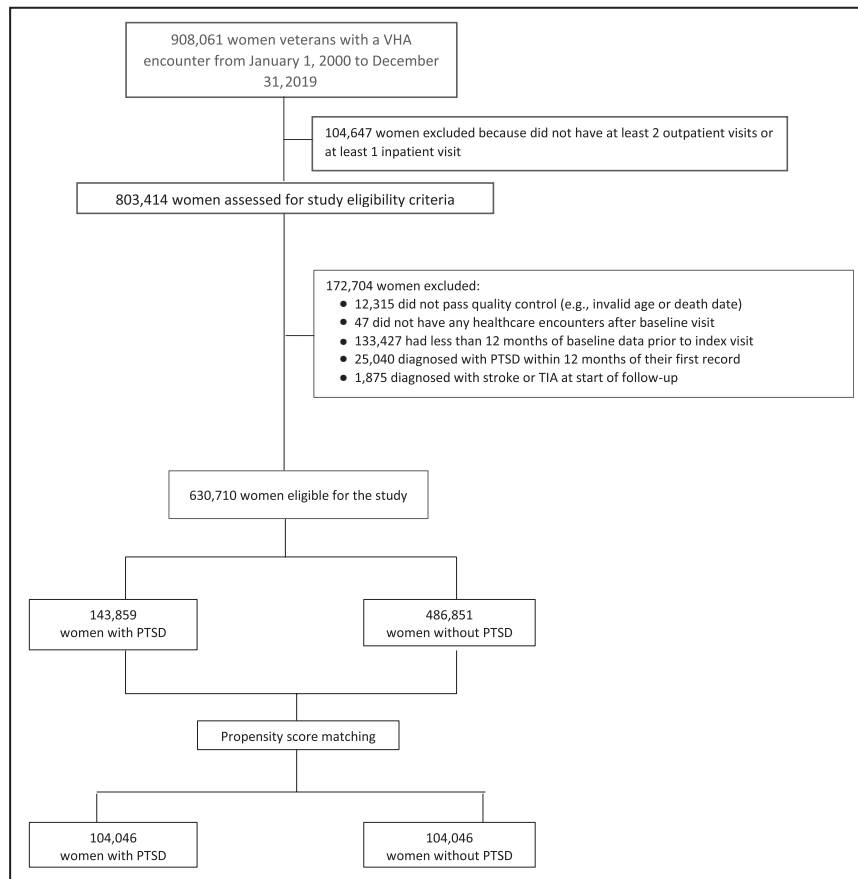 908,061 women veterans with a VHA
encounter from January 1, 2000 to December
31,2019
104,647 women excluded because did not have at least 2 outpatient visits or
at least 1 inpatient visit
803,414 women assessed for study eligibility criteria
172,704 women excluded:
● 12,315 did not pass quality control (e.g., invalid age or death date)
● 47 did not have any healthcare encounters after baseline visit
● 133,427 had less than 12 months of baseline data prior to index visit
● 25,040 diagnosed with PTSD within 12 months of their first record
● 1,875 diagnosed with stroke or TIA at start of follow-up
630,710 women eligible for the study
143,859
women with PTSD
486,851
women without PTSD
Propensity score matching
104,046
women with PTSD
104,046
women without PTSD